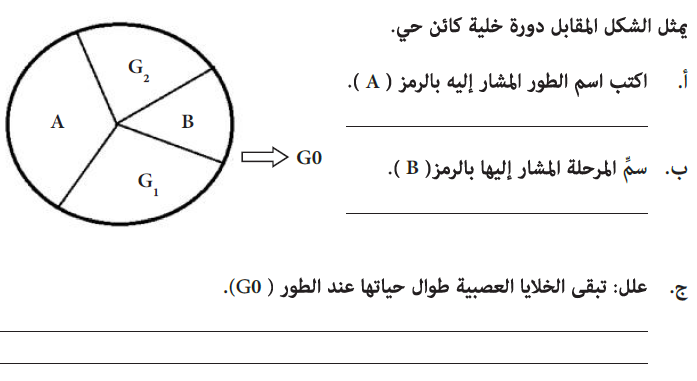 يمثل الشكل المقابل دورة خلية كائن حي.
أ. اكتب اسم الطور المشار إليه بالرمز ( A ).
ب. سمِّ المرحلة المشار إليها بالرمز( B ).
ج. علل: تبقى الخلايا العصبية طوال حياتها عند الطور ( G0).
G₂
A
B
G₁
G0